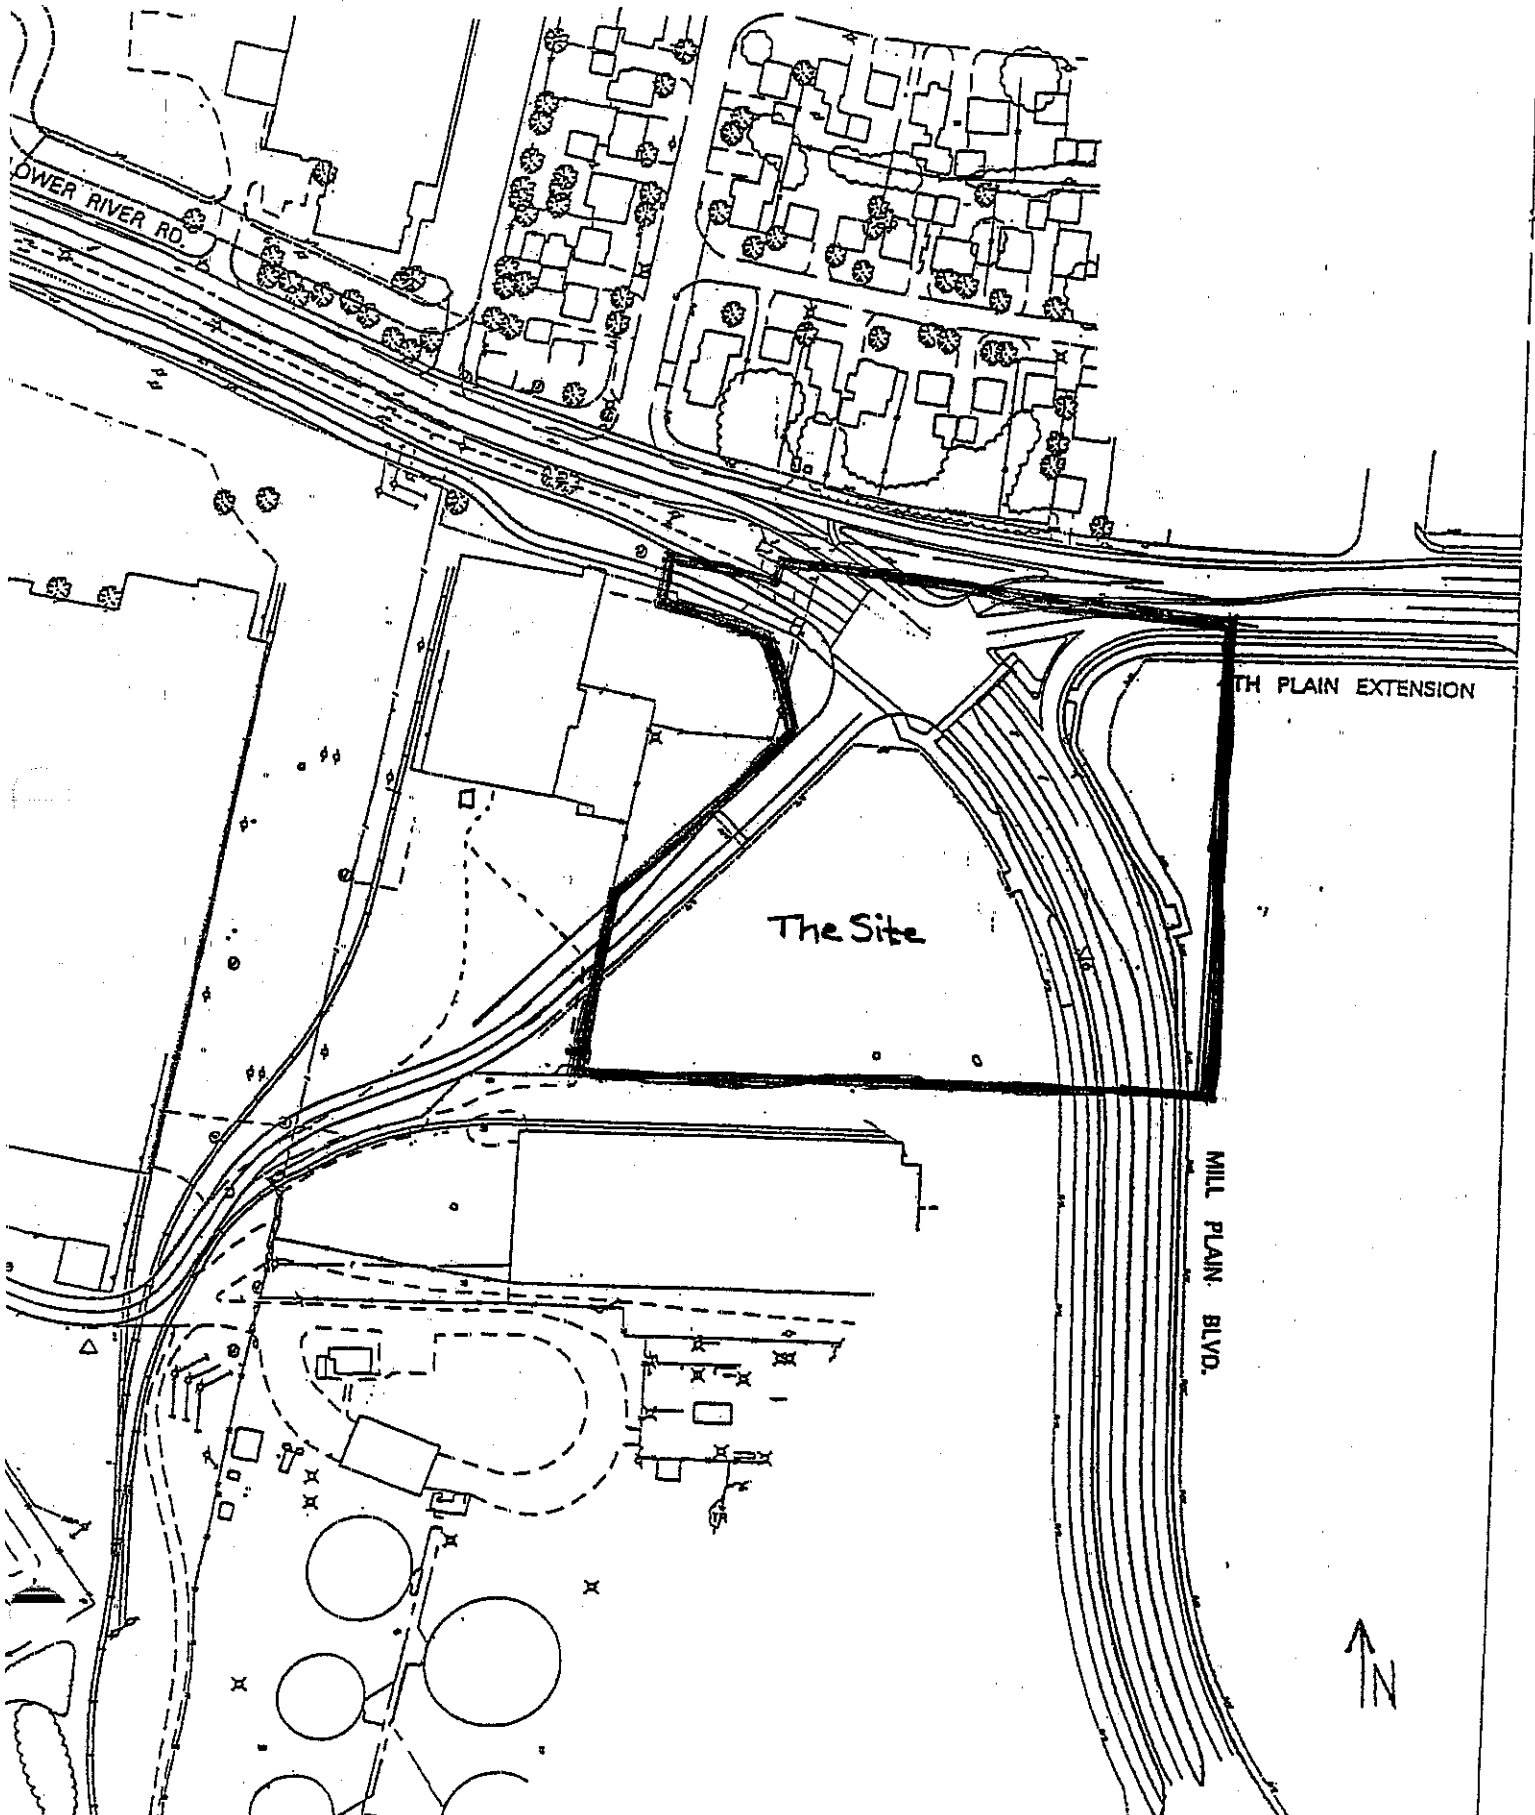 OWER RIVER RD.
TH PLAIN EXTENSION
The Site
MILL PLAIN BLVD.
N